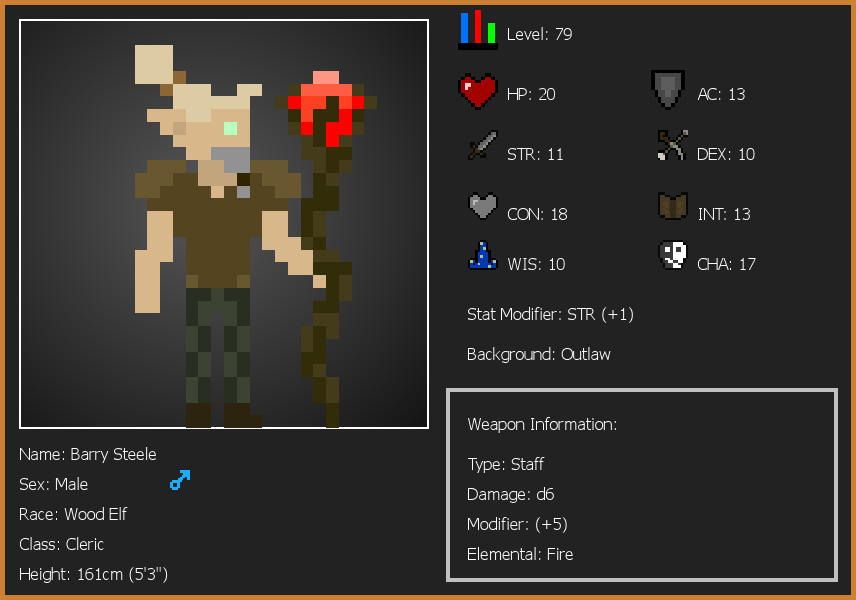 Level: 79
HP: 20
AC: 13
STR: 11
DEX: 10
CON: 18
INT: 13
WIS: 10
CHA: 17
Stat Modifier: STR (+1)
Background: Outlaw
Name: Barry Steele
Sex: Male
Race: Wood Elf
Class: Cleric
Height: 161cm (5'3")
Weapon Information:
Type: Staff
Damage: d6
Modifier: (+5)
Elemental: Fire